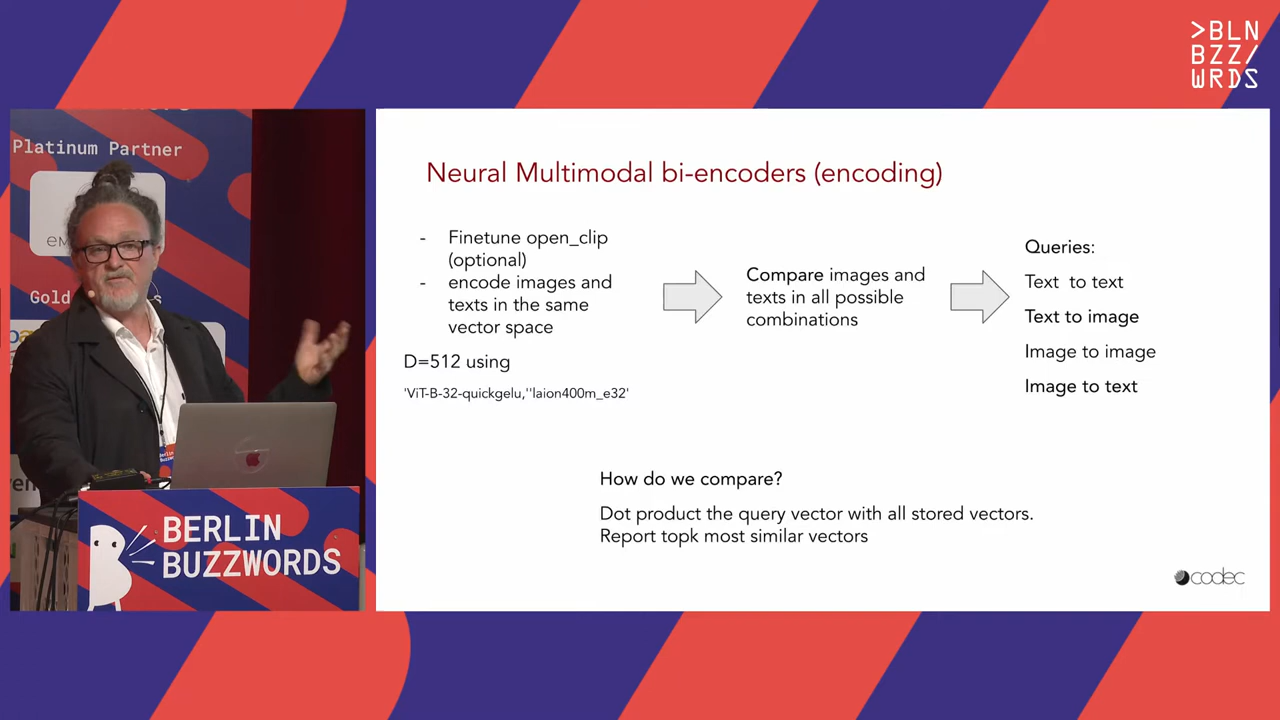 >BLN
BZZ/
WRDS
Platinum Partner
Gold
BERLIN
BUZZWORDS
Neural Multimodal bi-encoders (encoding)
- Finetune open_clip
(optional)
- encode images and
texts in the same
vector space
D=512 using
'ViT-B-32-quickgelu,''laion400m_e32'
Compare images and
texts in all possible
combinations
Queries:
Text to text
Text to image
Image to image
Image to text
How do we compare?
Dot product the query vector with all stored vectors.
Report topk most similar vectors
codec